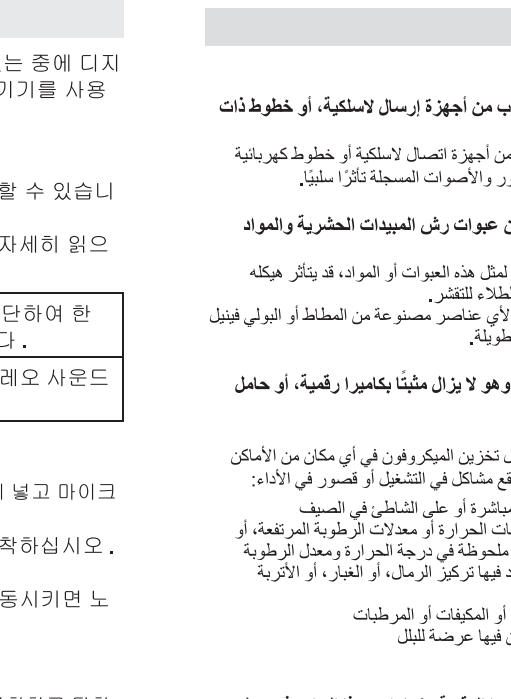 는 중에 디지
기기를 사용
할 수 있습니
자세히 읽으
단하여 한
다.
레오 사운드
넣고 마이크
착하십시오.
동시키면 노
ب من أجهزة إرسال لاسلكية، أو خطوط ذات
من أجهزة اتصال لاسلكية أو خطوط كهربائية
ور والأصوات المسجلة تأثرًا سلبيًا.
ن عبوات رش المبيدات الحشرية والمواد
لمثل هذه العبوات أو المواد، قد يتأثر هيكله
لطلاء للتقشر.
لأي عناصر مصنوعة من المطاط أو البولي فينيل
طويلة.
وهو لا يزال مثبتًا بكاميرا رقمية، أو حامل
ل تخزين الميكروفون في أي مكان من الأماكن
قع مشاكل في التشغيل أو قصور في الأداء:
مباشرة أو على الشاطئ في الصيف
ات الحرارة أو معدلات الرطوبة المرتفعة، أو
ملحوظة في درجة الحرارة ومعدل الرطوبة
د فيها تركيز الرمال، أو الغبار، أو الأتربة
أو المكيفات أو المرطبات
ن فيها عرضة للبلل